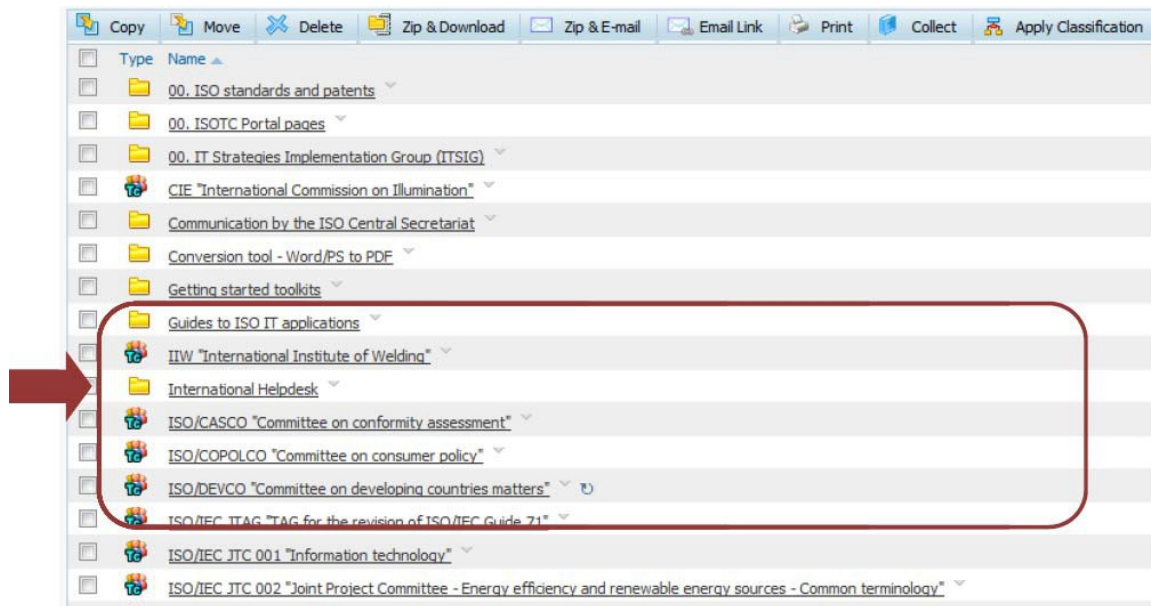 Copy Move Delete Zip & Download Zip & E-mail Email Link Print Collect Apply Classification
Type Name
00. ISO standards and patents
00. ISOTC Portal pages
00. IT Strategies Implementation Group (ITSIG)
CIE "International Commission on Illumination"
Communication by the ISO Central Secretariat
Conversion tool - Word/PS to PDF
Getting started toolkits
Guides to ISO IT applications
IIW "International Institute of Welding"
International Helpdesk
ISO/CASCO "Committee on conformity assessment"
ISO/COPOLCO "Committee on consumer policy"
ISO/DEVCO "Committee on developing countries matters"
ISO/IEC JTAG "TAG for the revision of ISO/IEC Guide 71"
ISO/IEC JTC 001 "Information technology"
ISO/IEC JTC 002 "Joint Project Committee - Energy efficiency and renewable energy sources - Common terminology"